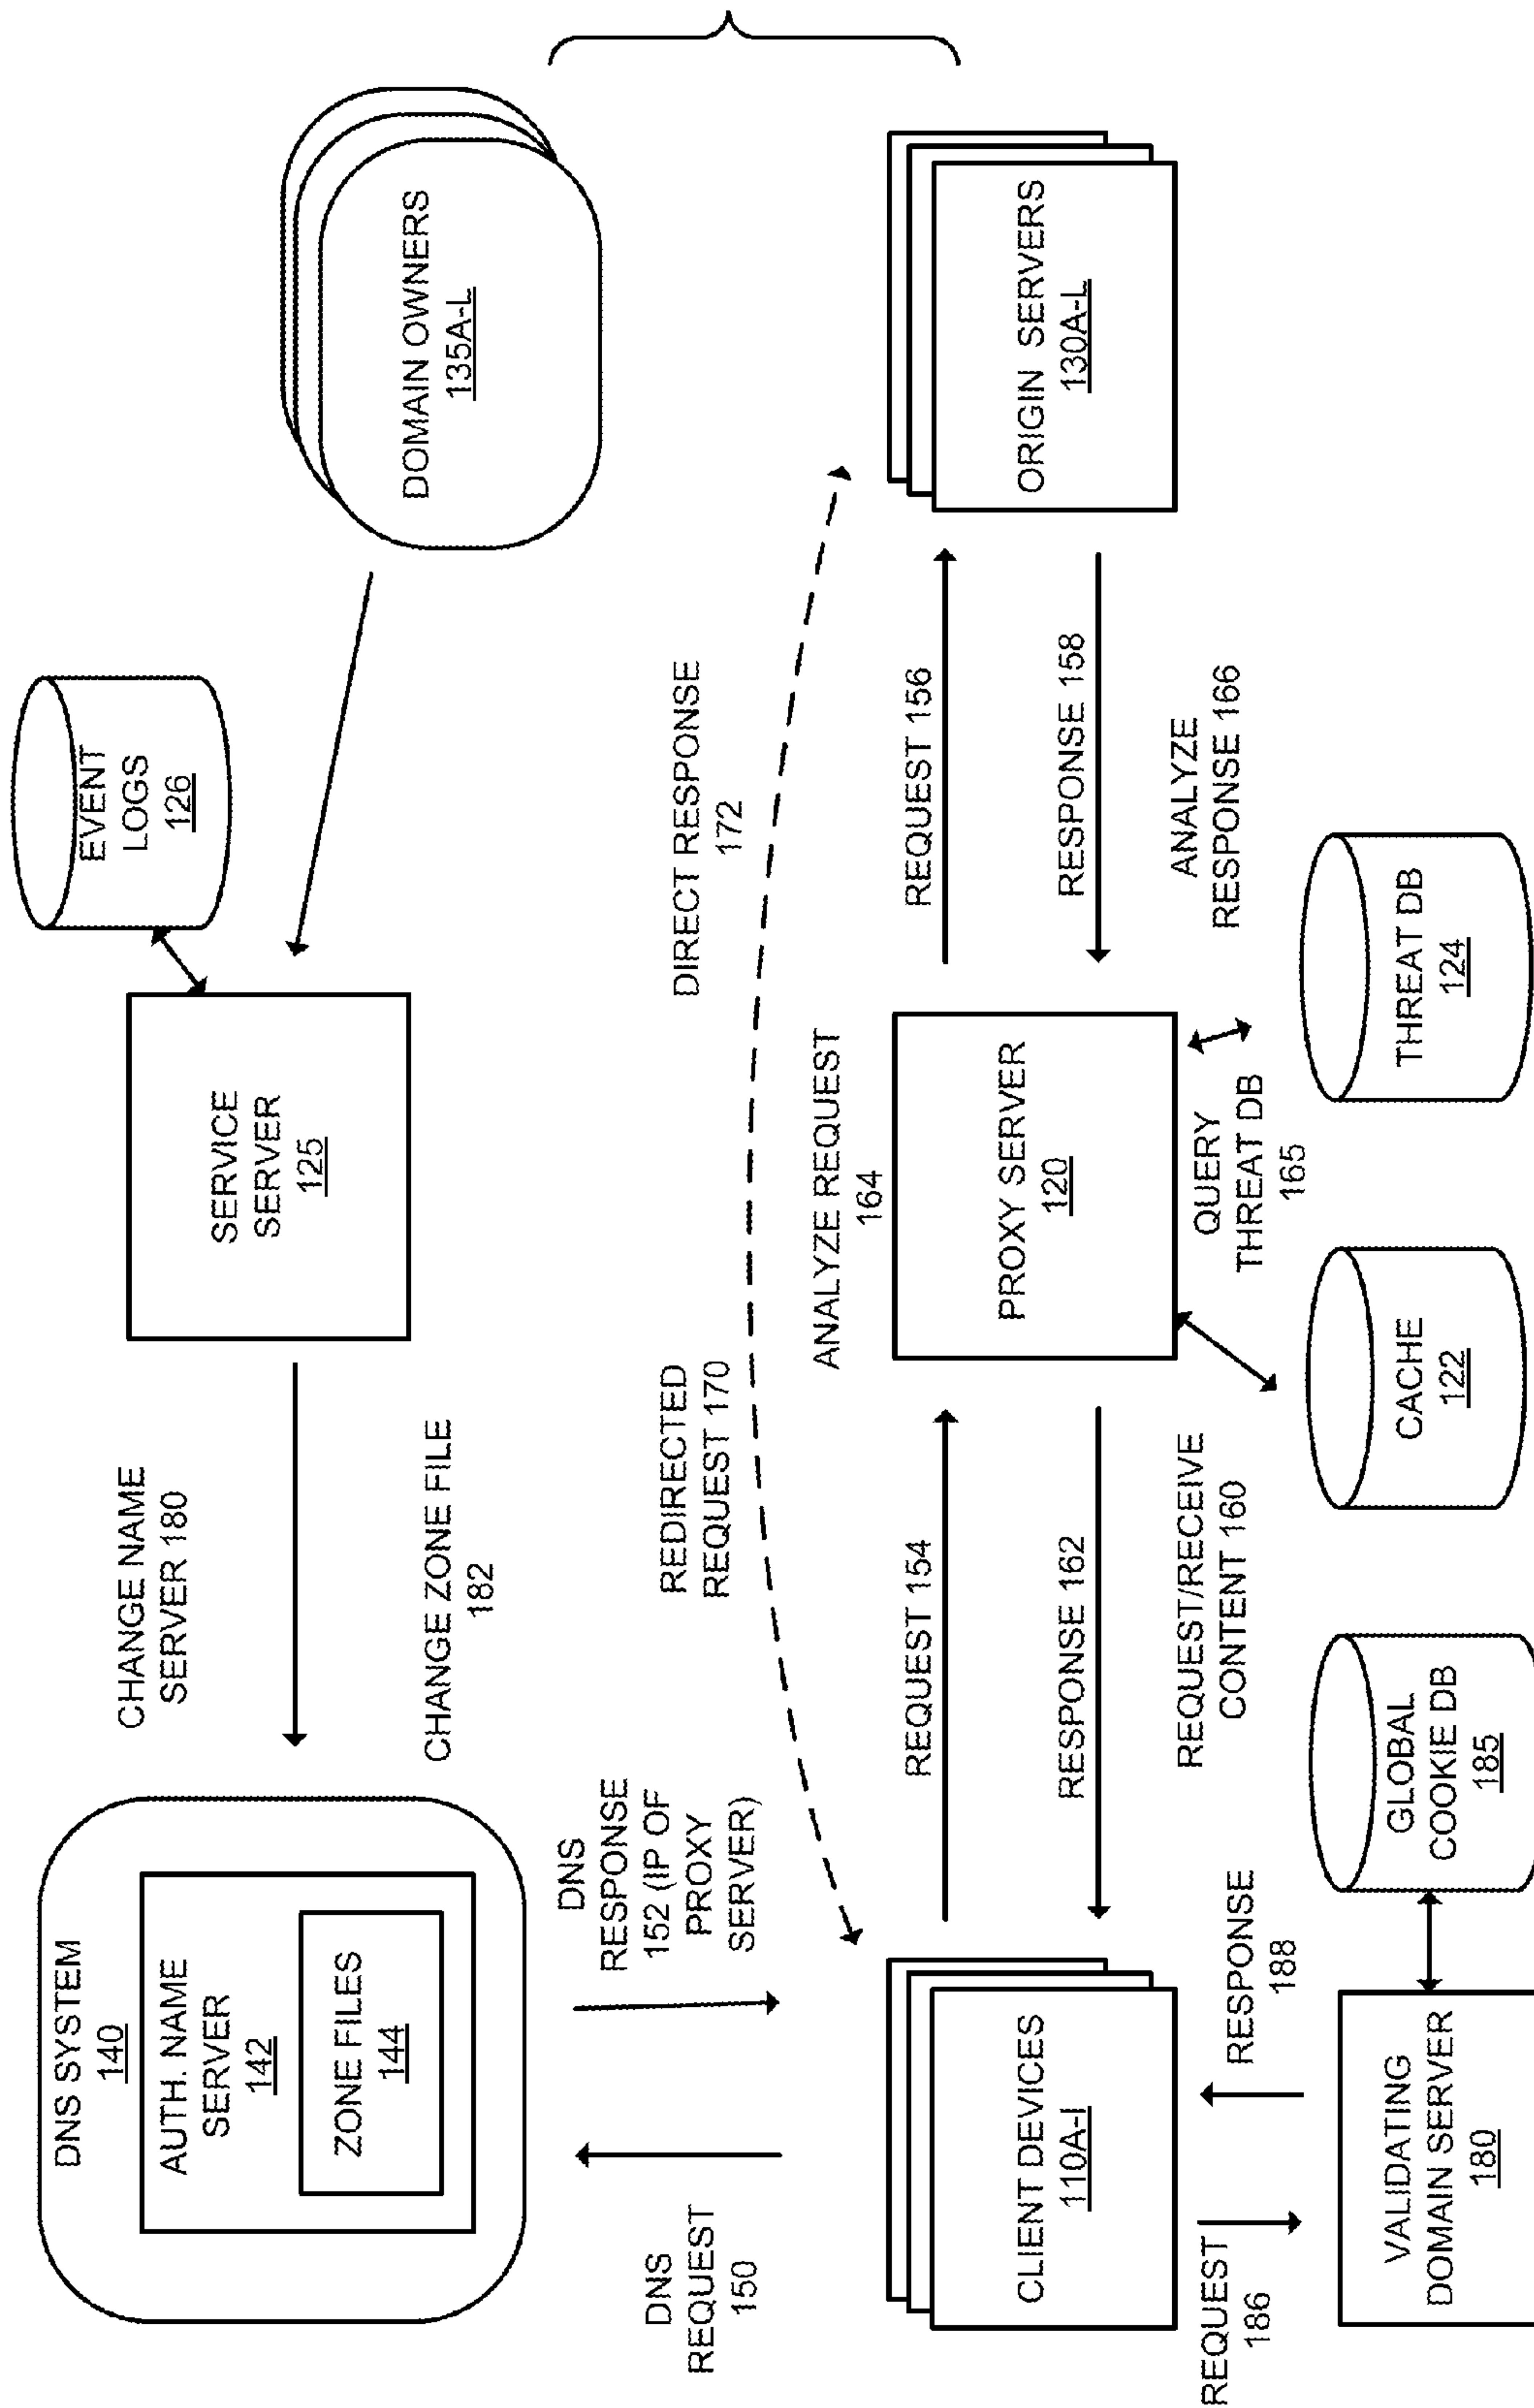 DNS SYSTEM
140
AUTH. NAME
SERVER
142
ZONE FILES
144
CHANGE NAME
SERVER 180
CHANGE ZONE FILE
182
SERVICE
SERVER
125
EVENT
LOGS
126
DOMAIN OWNERS
135A-L
DNS
REQUEST
150
DNS
RESPONSE
152 (IP OF
PROXY
SERVER)
REDIRECTED
REQUEST 170
DIRECT RESPONSE
172
CLIENT DEVICES
110A-I
REQUEST 154
RESPONSE 162
ANALYZE REQUEST
164
PROXY SERVER
120
REQUEST 156
RESPONSE 158
ORIGIN SERVERS
130A-L
REQUEST
186
RESPONSE
188
REQUEST/RECEIVE
CONTENT 160
QUERY
THREAT DB
165
ANALYZE
RESPONSE 166
VALIDATING
DOMAIN SERVER
180
GLOBAL
COOKIE DB
185
CACHE
122
THREAT DB
124